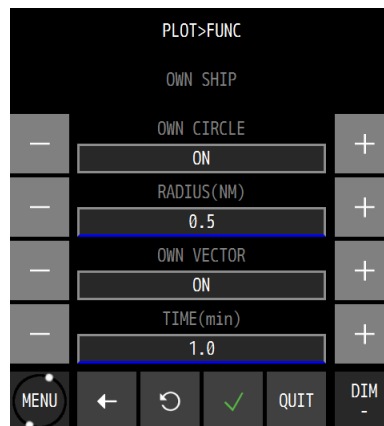 PLOT>FUNC
OWN SHIP
OWN CIRCLE
ON
RADIUS(NM)
0.5
OWN VECTOR
ON
TIME(min)
1.0
MENU
QUIT
DIM
-